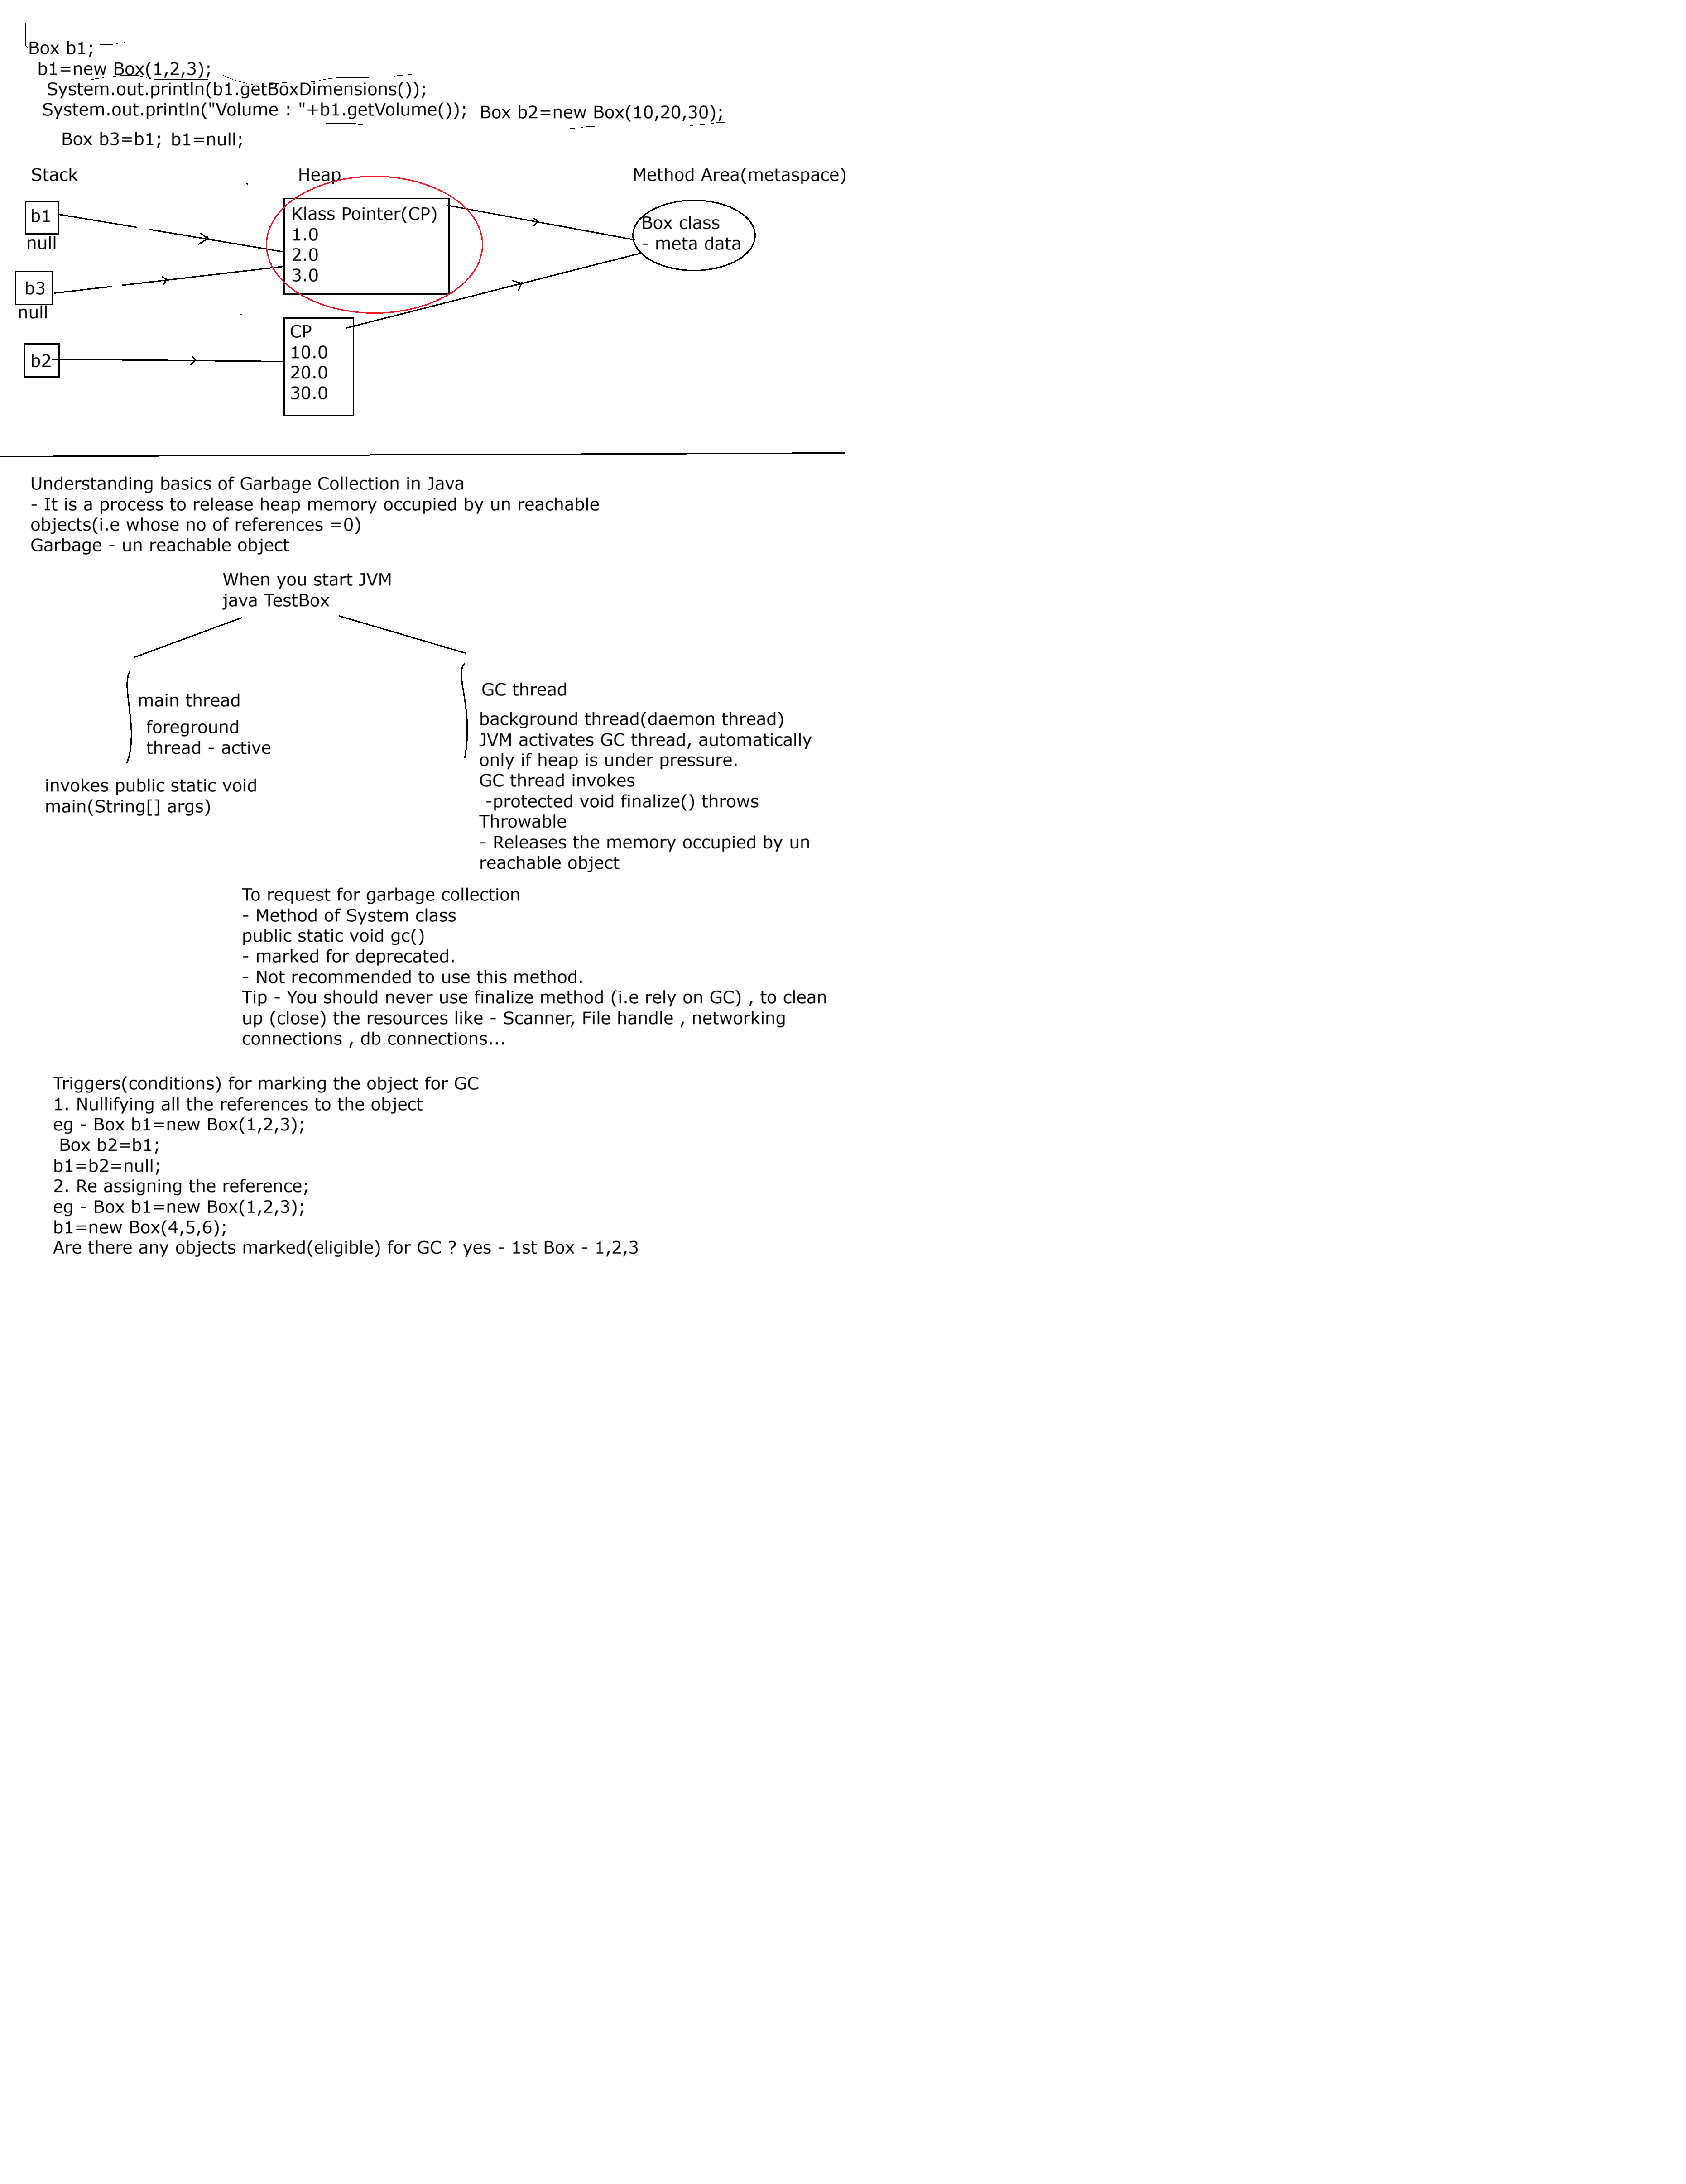 Box b1;
b1=new Box(1,2,3);
System.out.println(b1.getBoxDimensions());
System.out.println("Volume : "+b1.getVolume()); Box b2=new Box(10,20,30);
Box b3=b1; b1=null;
Stack Heap Method Area(metaspace)
b1
null
b3
null
b2
Klass Pointer(CP)
1.0
2.0
3.0
CP
10.0
20.0
30.0
Box class
- meta data
Understanding basics of Garbage Collection in Java
- It is a process to release heap memory occupied by un reachable
objects(i.e whose no of references =0)
Garbage - un reachable object
When you start JVM
java TestBox
main thread
foreground
thread - active
invokes public static void
main(String[] args)
GC thread
background thread(daemon thread)
JVM activates GC thread, automatically
only if heap is under pressure.
GC thread invokes
-protected void finalize() throws
Throwable
- Releases the memory occupied by un
reachable object
To request for garbage collection
- Method of System class
public static void gc()
- marked for deprecated.
- Not recommended to use this method.
Tip - You should never use finalize method (i.e rely on GC) , to clean
up (close) the resources like - Scanner, File handle , networking
connections , db connections...
Triggers(conditions) for marking the object for GC
1. Nullifying all the references to the object
eg - Box b1=new Box(1,2,3);
Box b2=b1;
b1=b2=null;
2. Re assigning the reference;
eg - Box b1=new Box(1,2,3);
b1=new Box(4,5,6);
Are there any objects marked(eligible) for GC ? yes - 1st Box - 1,2,3